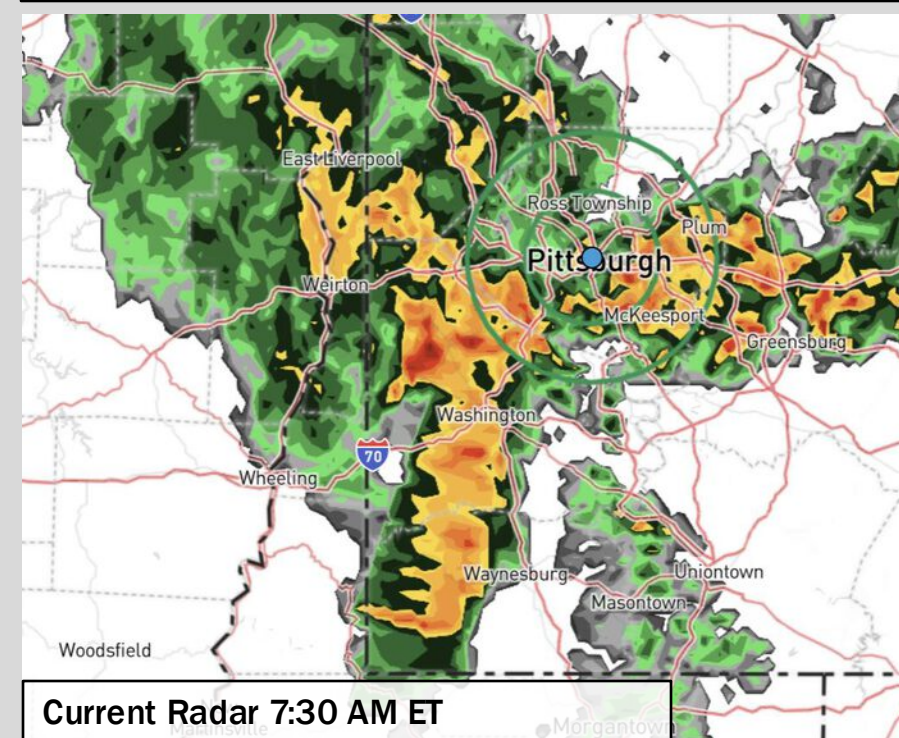 East Liverpool
Ross Township
Plum
Pittsburgh
Weirton
McKeesport
Greensburg
Washington
70
Wheeling
Waynesburg
Uniontown
Masontown
Woodsfield
Current Radar 7:30 AM ET
Morgantown